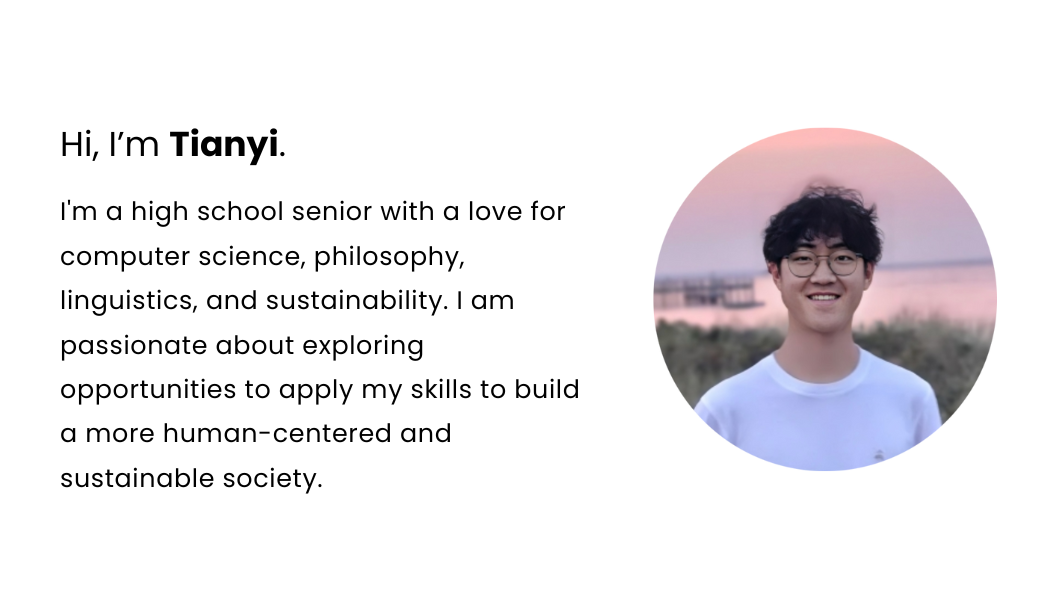 Hi, I’m Tianyi.
I'm a high school senior with a love for
computer science, philosophy,
linguistics, and sustainability. I am
passionate about exploring
opportunities to apply my skills to build
a more human-centered and
sustainable society.